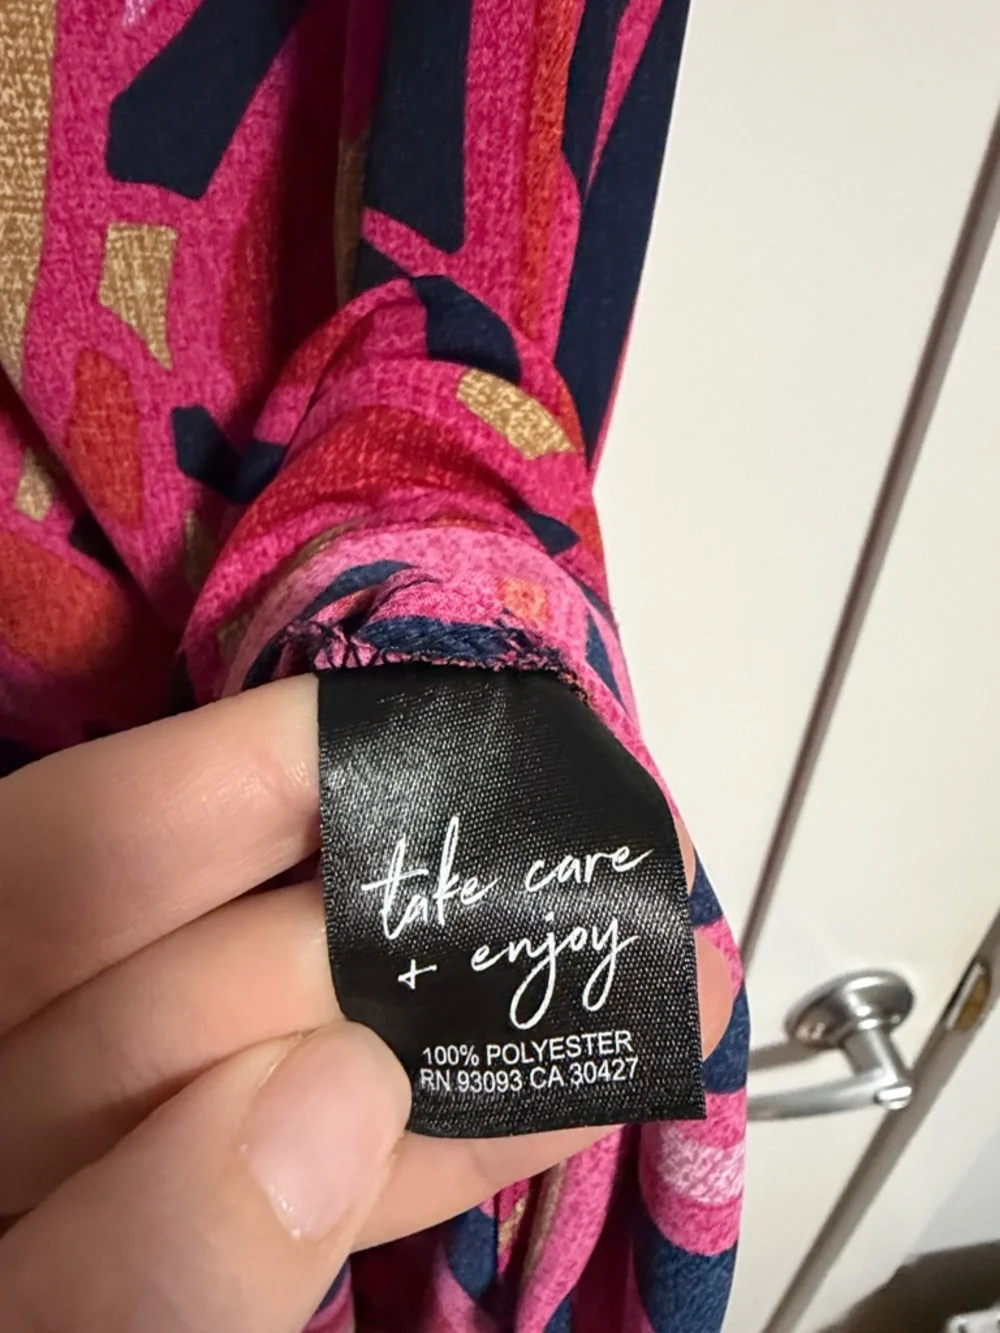 take care
+ enjoy
100% POLYESTER
RN 93093 CA 30427